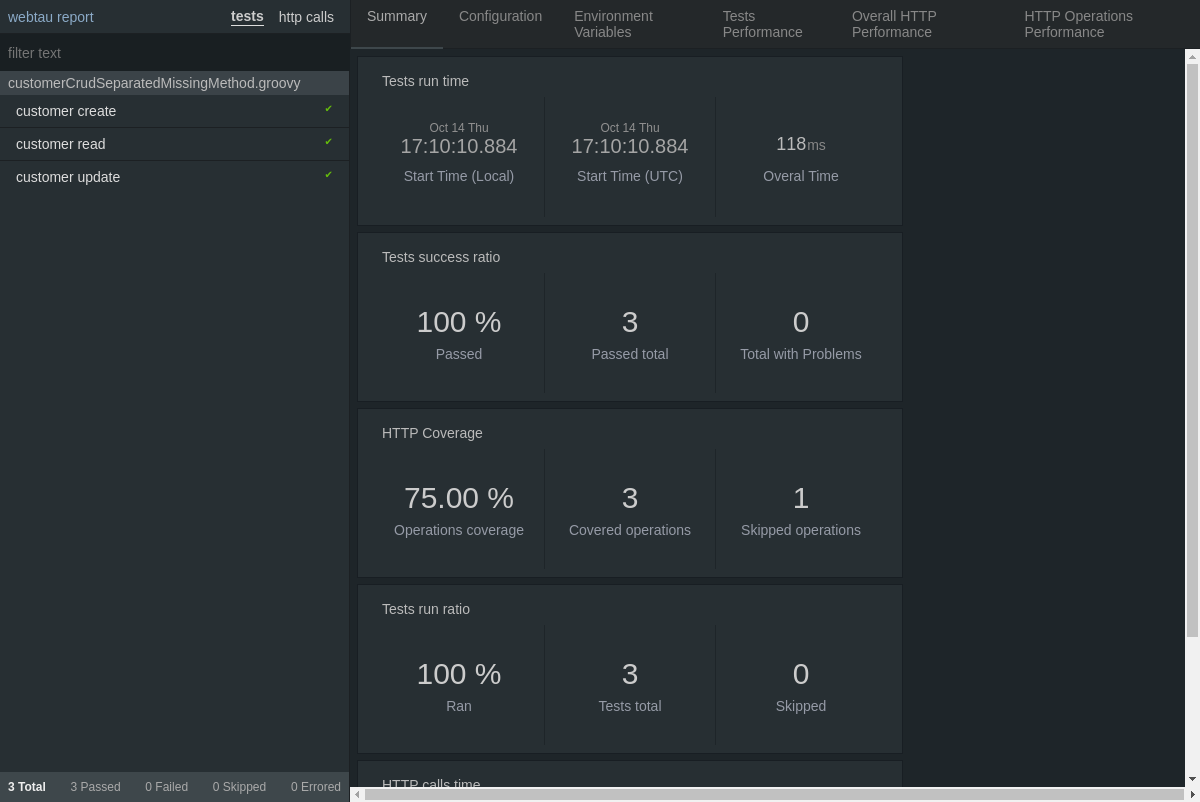 webtau report tests http calls
filter text
customerCrudSeparatedMissingMethod.groovy
customer create
customer read
customer update
3 Total 3 Passed 0 Failed 0 Skipped 0 Errored
Summary Configuration Environment Variables Tests Performance Overall HTTP Performance HTTP Operations Performance
Tests run time
Oct 14 Thu Oct 14 Thu
17:10:10.884 17:10:10.884 118ms
Start Time (Local) Start Time (UTC) Overal Time
Tests success ratio
100 % 3 0
Passed Passed total Total with Problems
HTTP Coverage
75.00 % 3 1
Operations coverage Covered operations Skipped operations
Tests run ratio
100 % 3 0
Ran Tests total Skipped
HTTP calls time